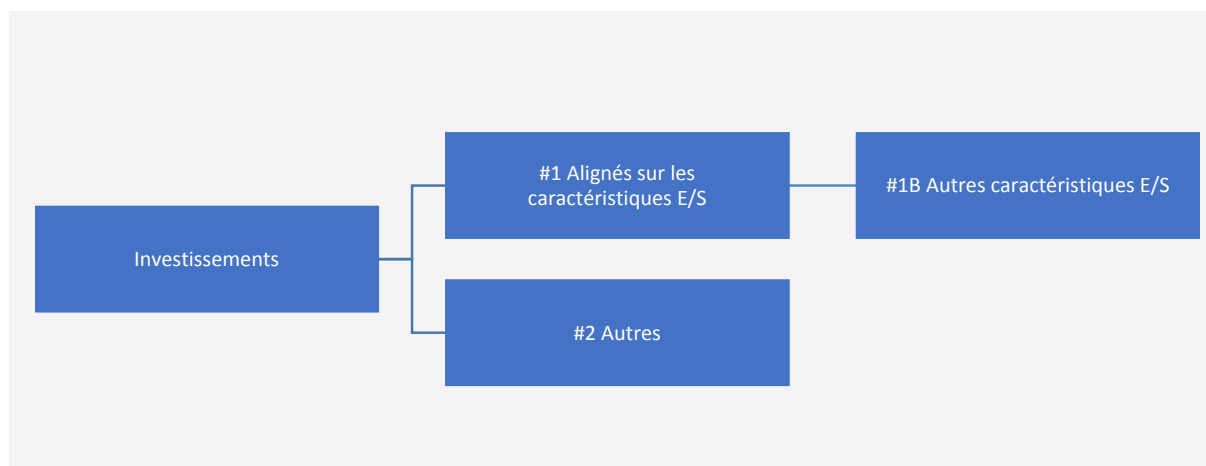 #1 Alignés sur les
caractéristiques E/S
#1B Autres caractéristiques E/S
Investissements
#2 Autres